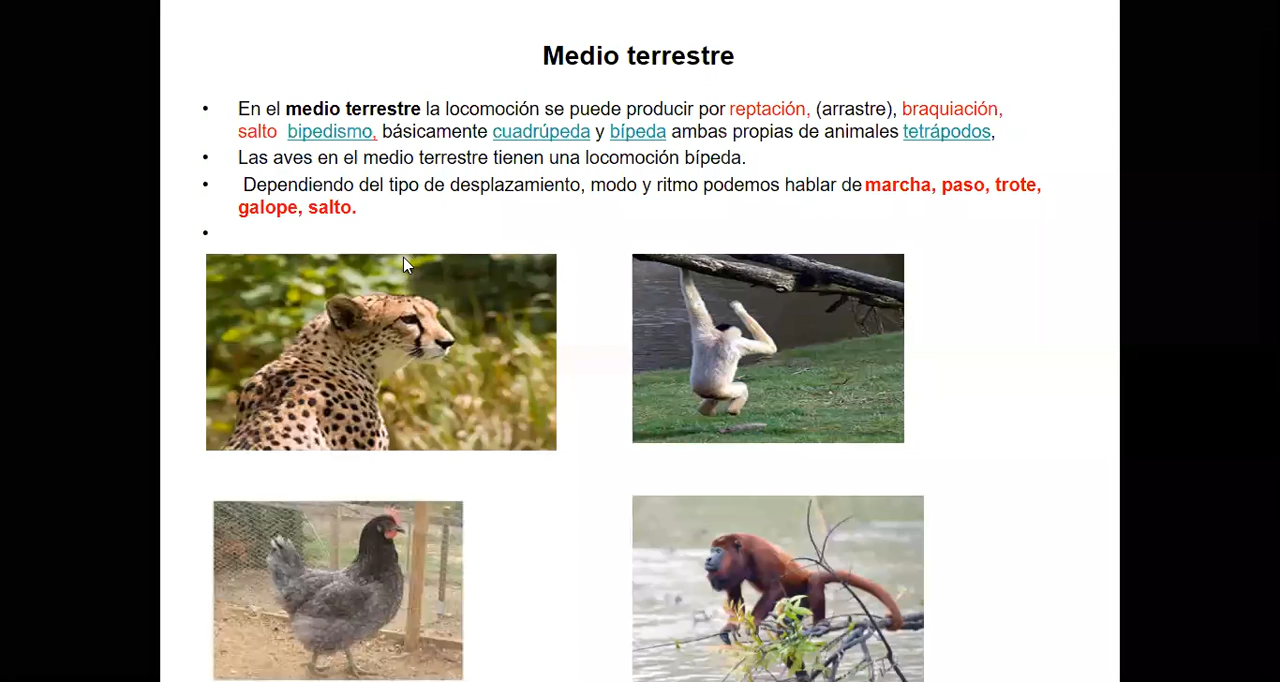 Medio terrestre
• En el medio terrestre la locomoción se puede producir por reptación, (arrastre), braquiación,
salto bipedismo, básicamente cuadrúpeda y bípeda ambas propias de animales tetrápodos,
• Las aves en el medio terrestre tienen una locomoción bípeda.
• Dependiendo del tipo de desplazamiento, modo y ritmo podemos hablar de marcha, paso, trote,
galope, salto.
•